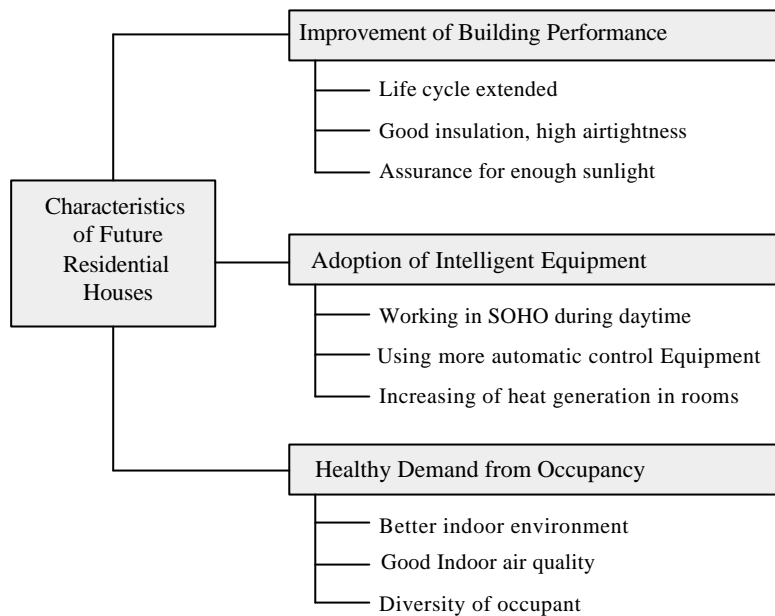 Characteristics
of Future
Residential
Houses
Improvement of Building Performance
Life cycle extended
Good insulation, high airtightness
Assurance for enough sunlight
Adoption of Intelligent Equipment
Working in SOHO during daytime
Using more automatic control Equipment
Increasing of heat generation in rooms
Healthy Demand from Occupancy
Better indoor environment
Good Indoor air quality
Diversity of occupant